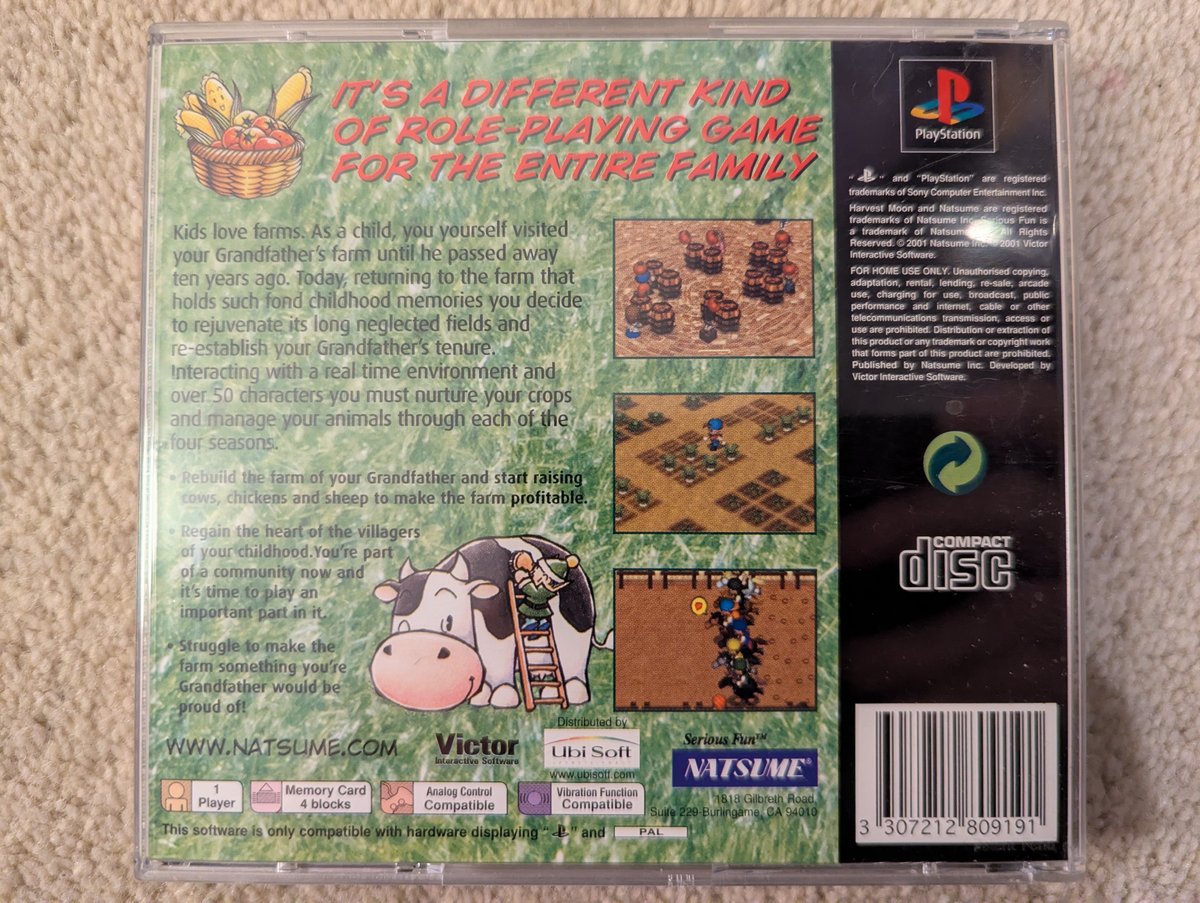 IT'S A DIFFERENT KIND
OF ROLE-PLAYING GAME
FOR THE ENTIRE FAMILY
Kids love farms. As a child, you yourself visited
your Grandfather's farm until he passed away
ten years ago. Today, returning to the farm that
holds such fond childhood memories you decide
to rejuvenate its long neglected fields and
re-establish your Grandfather's tenure.
Interacting with a real time environment and
over 50 characters you must nurture your crops
and manage your animals through each of the
four seasons.
• Rebuild the farm of your Grandfather and start raising
cows, chickens and sheep to make the farm profitable.
• Regain the heart of the villagers
of your childhood.You're part
of a community now and
it's time to play an
important part in it.
• Struggle to make the
farm something you're
Grandfather would be
proud of!
WWW.NATSUME.COM
Victor
Interactive Software
Distributed by
Ubi Soft
www.ubisoft.com
Serious Fun™
NATSUME®
1818 Gilbreth Road,
Suite 229-Burlingame, CA 94010
1
Player
Memory Card
4 blocks
Analog Control
Compatible
Vibration Function
Compatible
This software is only compatible with hardware displaying " " and PAL
PlayStation
" " and "PlayStation" are registered
trademarks of Sony Computer Entertainment Inc.
Harvest Moon and Natsume are registered
trademarks of Natsume Inc. Serious Fun is
a trademark of Natsume All Rights
Reserved. © 2001 Natsume Inc. 2001 Victor
Interactive Software.
FOR HOME USE ONLY. Unauthorised copying,
adaptation, rental, lending, re-sale, arcade
use, charging for use, broadcast, public
performance and internet, cable or other
telecommunications transmission, access or
use are prohibited. Distribution or extraction of
this product or any trademark or copyright work
that forms part of this product are prohibited.
Published by Natsume Inc. Developed by
Victor Interactive Software.
COMPACT
disc
3 307212 809191